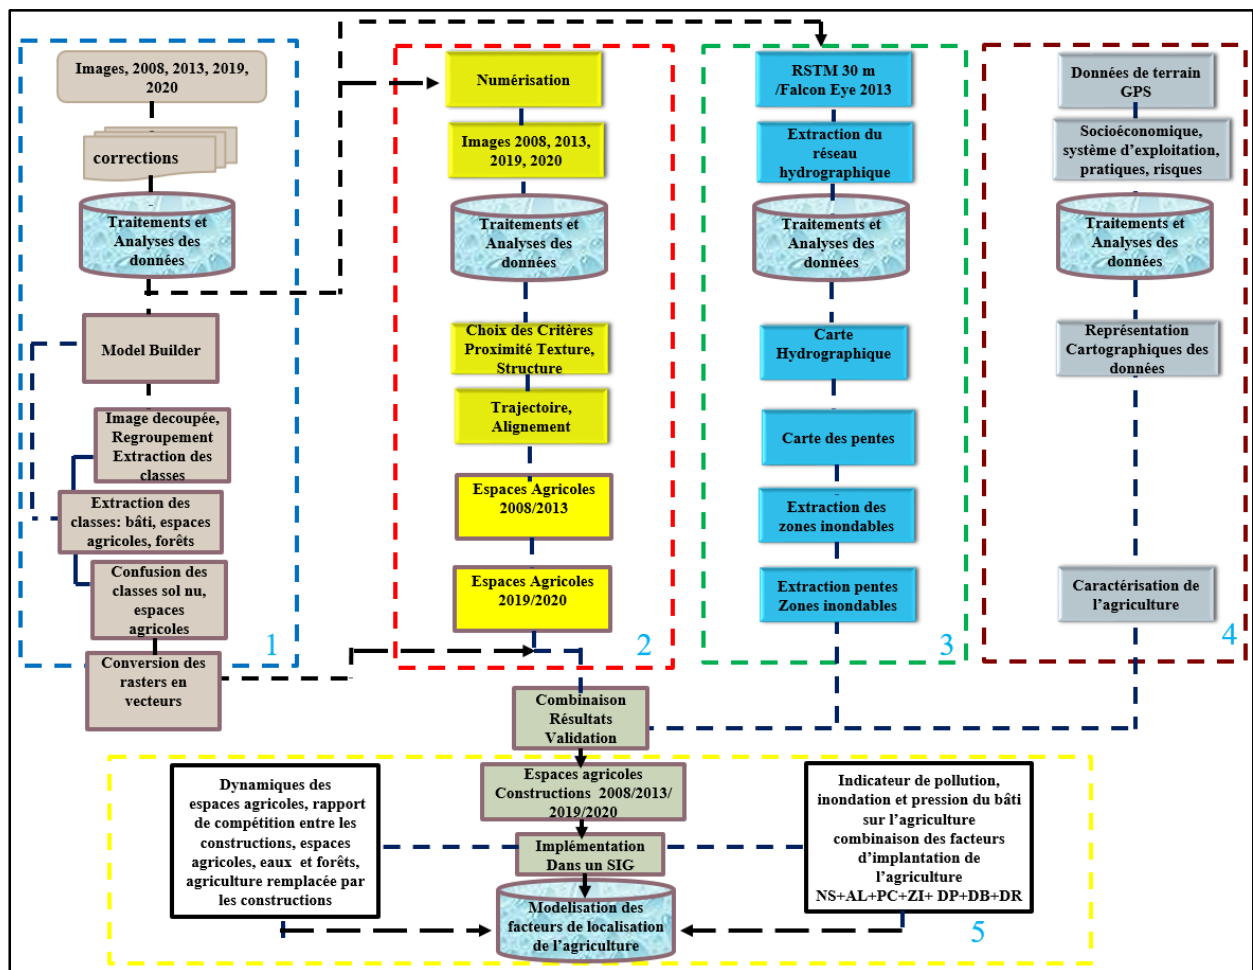 Images, 2008, 2013, 2019,
2020
corrections
Traitements et
Analyses des
données
Model Builder
Image decoupée,
Regroupement
Extraction des
classes
Extraction des
classes: bâti, espaces
agricoles, forêts
Confusion des
classes sol nu,
espaces
agricoles
Conversion des
rasters en
vecteurs
1
Numérisation
Images 2008, 2013,
2019, 2020
Traitements et
Analyses des
données
Choix des Critères
Proximité Texture,
Structure
Trajectoire,
Alignement
Espaces Agricoles
2008/2013
Espaces Agricoles
2019/2020
2
RSTM 30 m
/Falcon Eye 2013
Extraction du
réseau
hydrographique
Traitements et
Analyses des
données
Carte
Hydrographique
Carte des pentes
Extraction des
zones inondables
Extraction pentes
Zones inondables
3
Données de terrain
GPS
Socioéconomique,
système d’exploitation,
pratiques, risques
Traitements et
Analyses des
données
Représentation
Cartographiques des
données
Caractérisation de
l’agriculture
4
Combinaison
Résultats
Validation
Dynamiques des
espaces agricoles, rapport
de compétition entre les
constructions, espaces
agricoles, eaux et forêts,
agriculture remplacée par
les constructions
Espaces agricoles
Constructions 2008/2013/
2019/2020
Implémentation
Dans un SIG
Modelisation des
facteurs de localisation
de l’agriculture
Indicateur de pollution,
inondation et pression du bâti
sur l’agriculture
combinaison des facteurs
d’implantation de
l’agriculture
NS+AL+PC+ZI+ DP+DB+DR
5